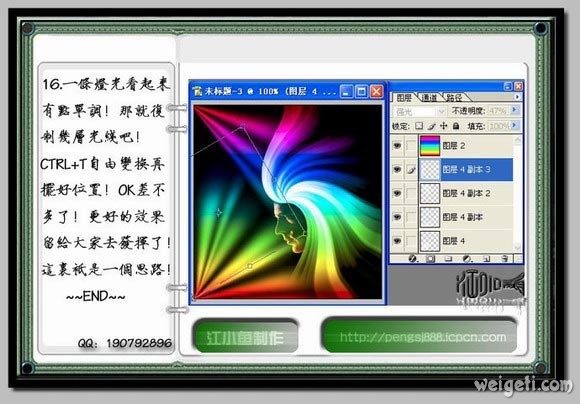 16.一條燈光看起來
有點單調！那就復
制幾層光线吧！
CTRL+T自由變換真
擺好位置！OK差不
多了！更好的效果
留給大家去發揮了！
這裏衹是一個思路！
~~END~~
QQ：190792896
未标题-3 @ 100% (图层 4 ...
图层 通道 路径
强光 不透明度: 47%
锁定: 填充: 100%
图层 2
图层 4 副本 3
图层 4 副本 2
图层 4 副本
图层 4
江小鱼制作
http://pengsj888.icpcn.com
weigeti.com